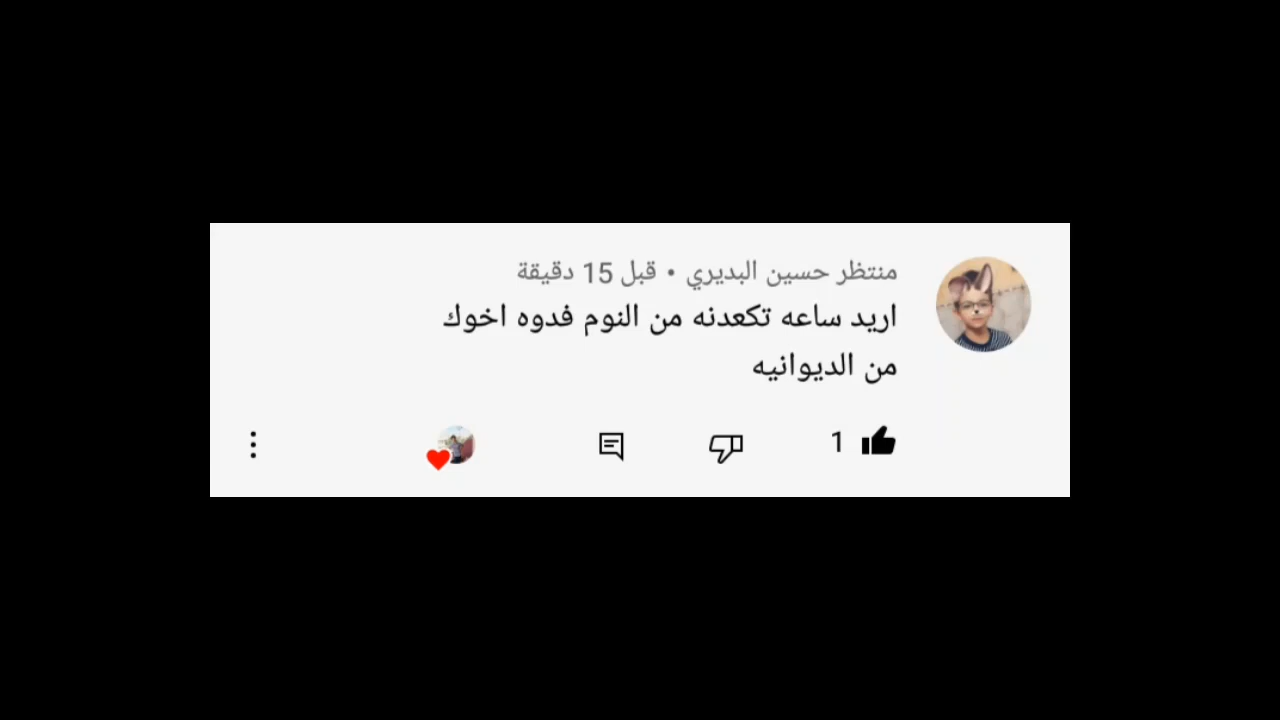 منتظر حسين البديري • قبل 15 دقيقة
اريد ساعه تكعدنه من النوم فدوه اخوك
من الديوانيه
1